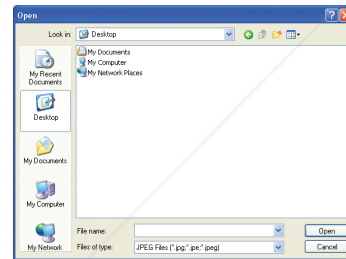 Open
Look in:
Desktop
My Documents
My Computer
My Network Places
My Recent
Documents
Desktop
My Documents
My Computer
My Network
File name:
Open
Files of type:
JPEG Files (*.jpg;*.jpe;*.jpeg)
Cancel